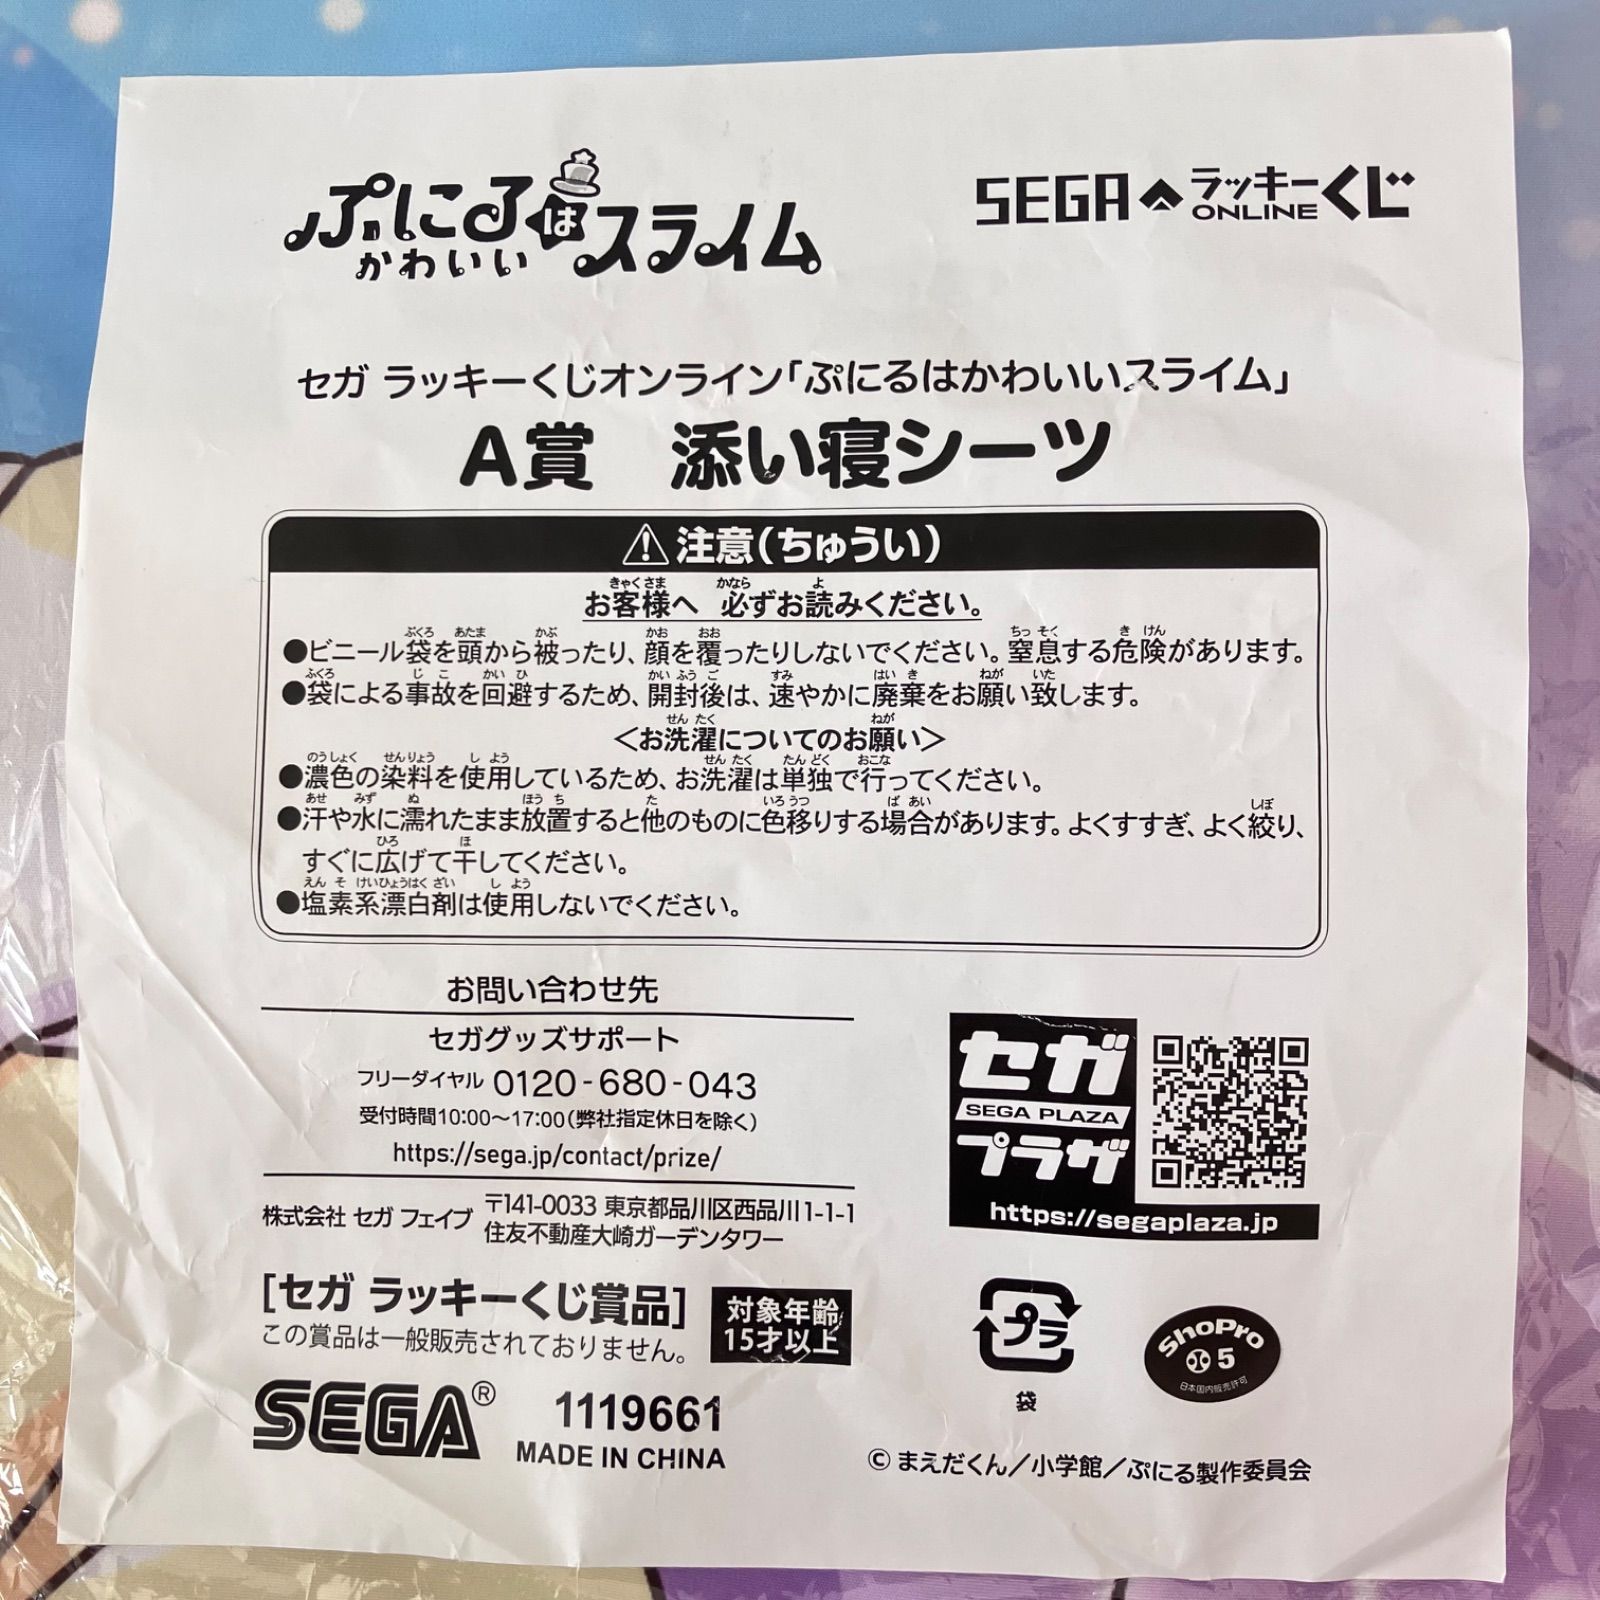 ぷにるは
かわいい
スライム
SEGA ラッキーくじ
ONLINE
セガ ラッキーくじオンライン「ぷにるはかわいいスライム」
A賞 添い寝シーツ
注意(ちゅうい)
お客様へ 必ずお読みください。
●ビニール袋を頭から被ったり、顔を覆ったりしないでください。窒息する危険があります。
●袋による事故を回避するため、開封後は、速やかに廃棄をお願い致します。
<お洗濯についてのお願い>
●濃色の染料を使用しているため、お洗濯は単独で行ってください。
●汗や水に濡れたまま放置すると他のものに色移りする場合があります。よくすすぎ、よく絞り、
すぐに広げて干してください。
●塩素系漂白剤は使用しないでください。
お問い合わせ先
セガグッズサポート
フリーダイヤル 0120-680-043
受付時間10:00～17:00(弊社指定休日を除く)
https://sega.jp/contact/prize/
株式会社 セガ フェイブ
〒141-0033 東京都品川区西品川1-1-1
住友不動産大崎ガーデンタワー
セガ
SEGA PLAZA
プラザ
https://segaplaza.jp
[セガ ラッキーくじ賞品]
この賞品は一般販売されておりません。
対象年齢
15才以上
プラ
袋
ShoPro
5
日本国内販売許可
SEGA®
1119661
MADE IN CHINA
© まえだくん/小学館/ぷにる製作委員会